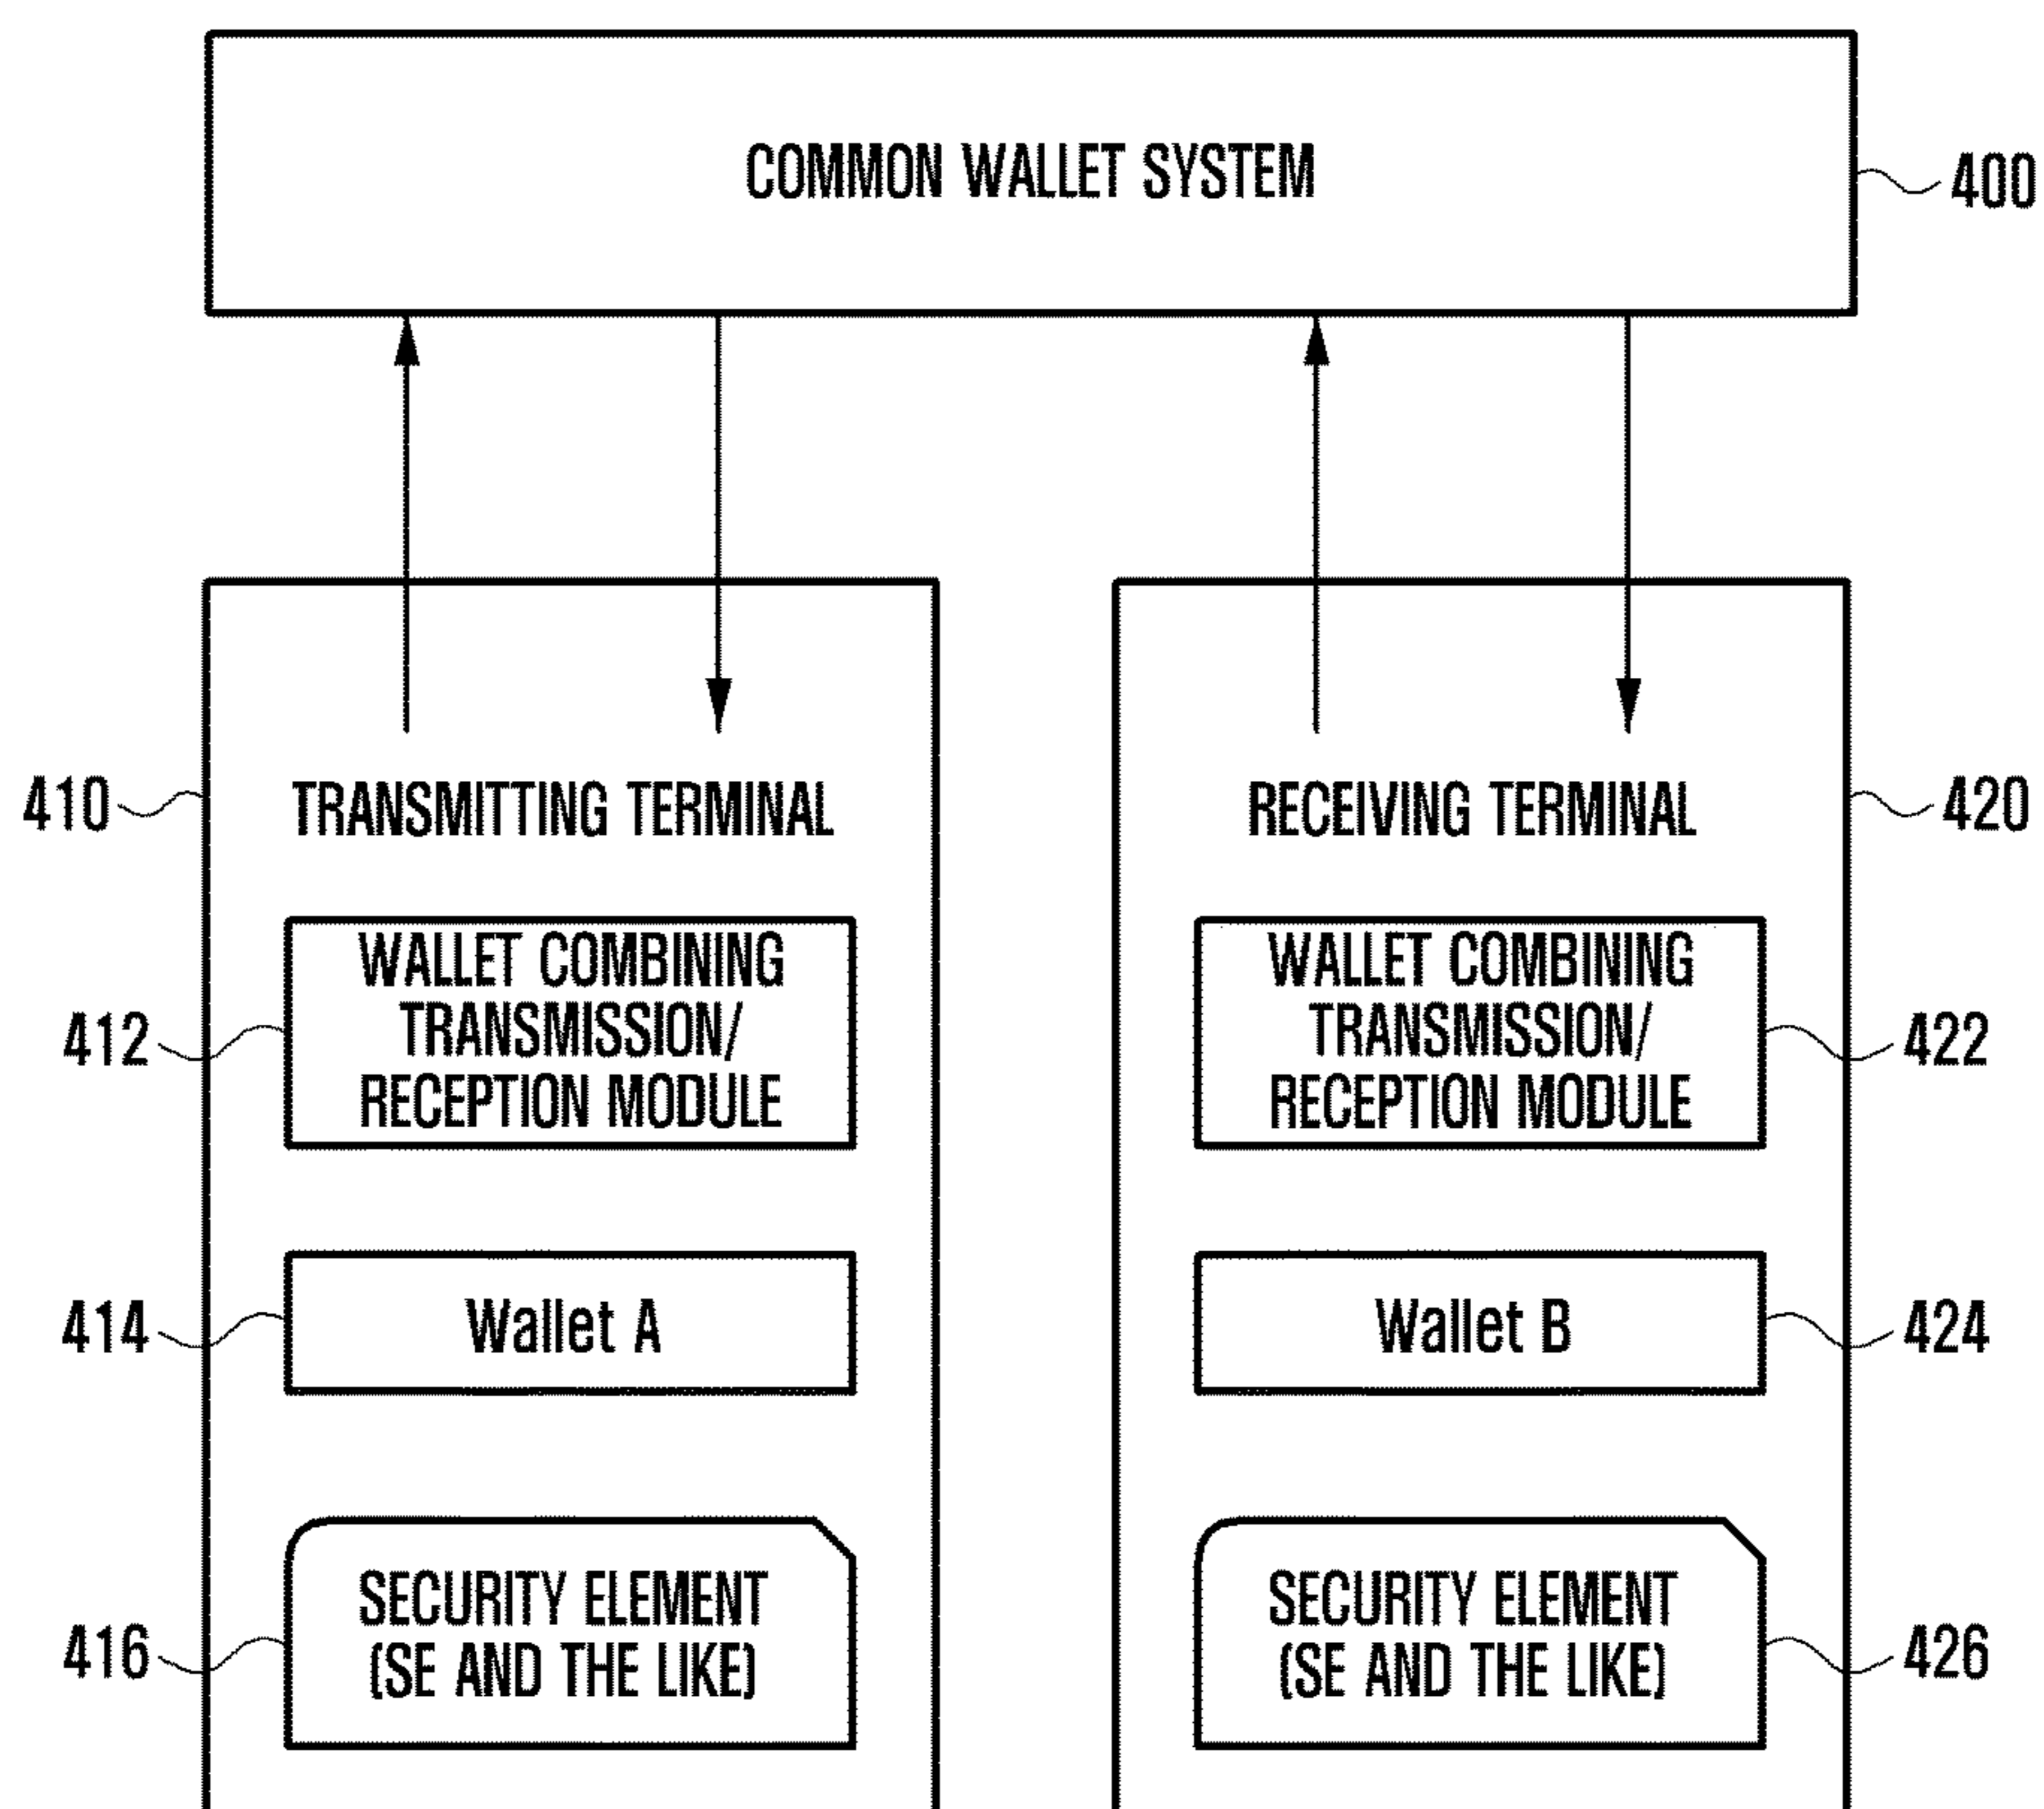 COMMON WALLET SYSTEM
400
410
TRANSMITTING TERMINAL
RECEIVING TERMINAL
420
WALLET COMBINING
TRANSMISSION/
RECEPTION MODULE
412
WALLET COMBINING
TRANSMISSION/
RECEPTION MODULE
422
414
Wallet A
Wallet B
424
SECURITY ELEMENT
(SE AND THE LIKE)
416
SECURITY ELEMENT
(SE AND THE LIKE)
426